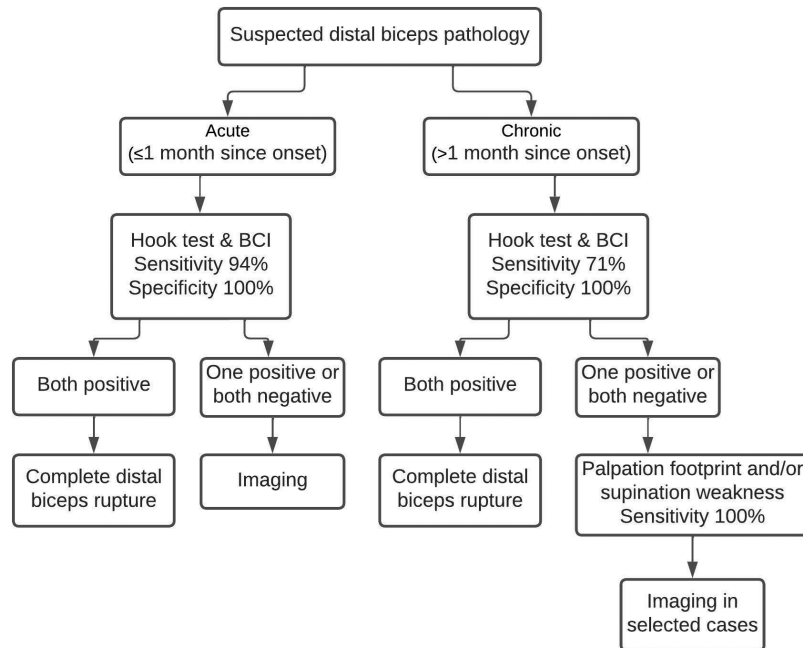 Suspected distal biceps pathology
Acute
(≤1 month since onset)
Chronic
(>1 month since onset)
Hook test & BCI
Sensitivity 94%
Specificity 100%
Hook test & BCI
Sensitivity 71%
Specificity 100%
Both positive
One positive or
both negative
Both positive
One positive or
both negative
Complete distal
biceps rupture
Imaging
Complete distal
biceps rupture
Palpation footprint and/or
supination weakness
Sensitivity 100%
Imaging in
selected cases